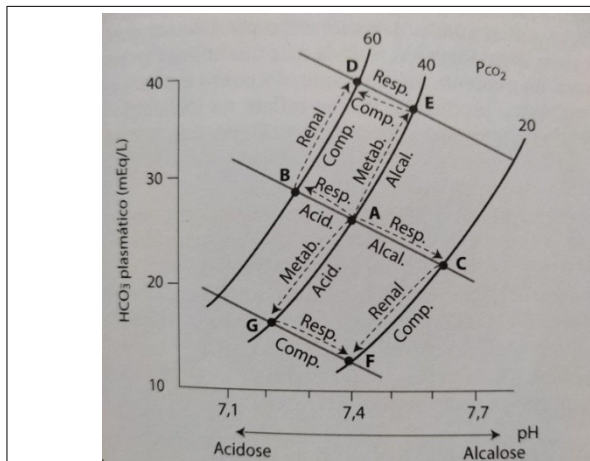 60
40
P_CO2
20
D
Resp.
E
Comp.
Renal
Comp.
Metab.
Alcal.
B
Resp.
Acid.
A
Resp.
Alcal.
C
Metab.
Acid.
Renal
Comp.
G
Resp.
Comp.
F
HCO3⁻ plasmático (mEq/L)
40
30
20
10
7,1
7,4
7,7
pH
Acidose
Alcalose